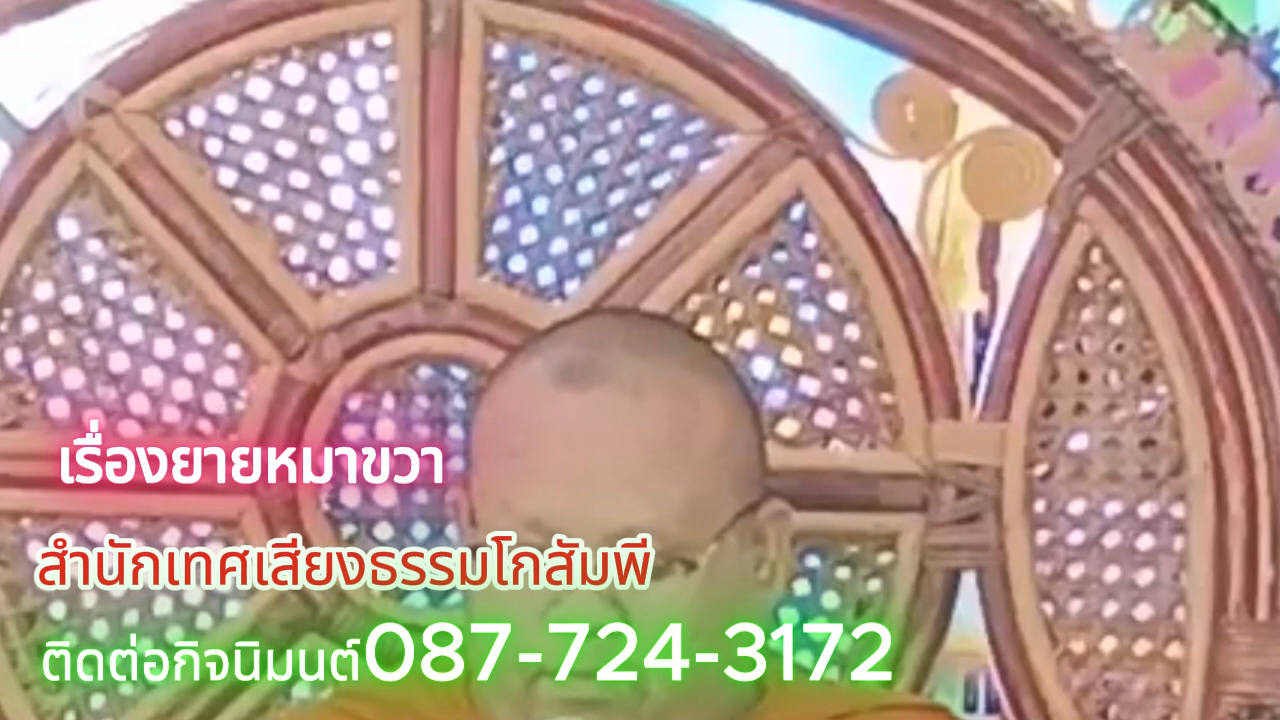 เรื่องยายหมาขวา
สำนักเทศเสียงธรรมโกสัมพี
ติดต่อกิจนิมนต์087-724-3172